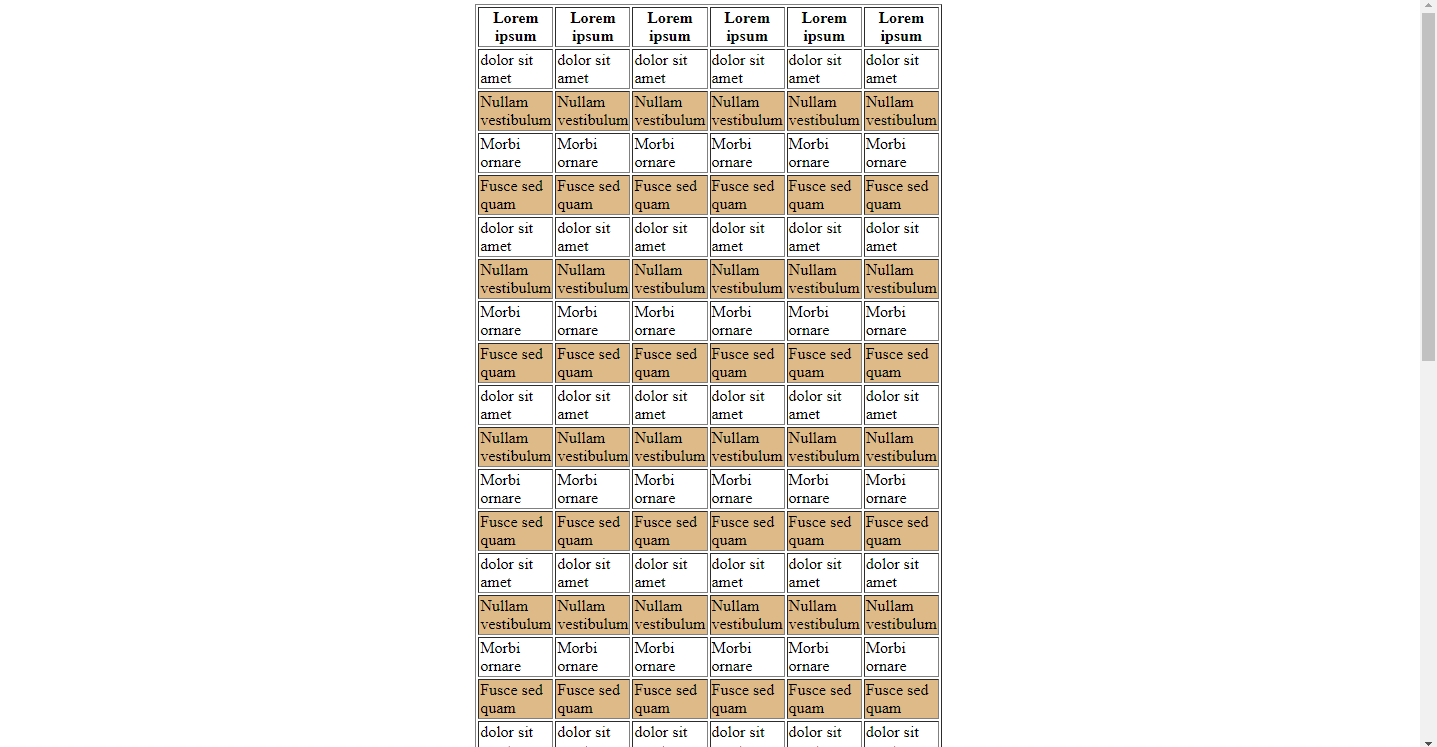 Lorem ipsum Lorem ipsum Lorem ipsum Lorem ipsum Lorem ipsum Lorem ipsum
dolor sit amet dolor sit amet dolor sit amet dolor sit amet dolor sit amet dolor sit amet
Nullam vestibulum Nullam vestibulum Nullam vestibulum Nullam vestibulum Nullam vestibulum Nullam vestibulum
Morbi ornare Morbi ornare Morbi ornare Morbi ornare Morbi ornare Morbi ornare
Fusce sed quam Fusce sed quam Fusce sed quam Fusce sed quam Fusce sed quam Fusce sed quam
dolor sit amet dolor sit amet dolor sit amet dolor sit amet dolor sit amet dolor sit amet
Nullam vestibulum Nullam vestibulum Nullam vestibulum Nullam vestibulum Nullam vestibulum Nullam vestibulum
Morbi ornare Morbi ornare Morbi ornare Morbi ornare Morbi ornare Morbi ornare
Fusce sed quam Fusce sed quam Fusce sed quam Fusce sed quam Fusce sed quam Fusce sed quam
dolor sit amet dolor sit amet dolor sit amet dolor sit amet dolor sit amet dolor sit amet
Nullam vestibulum Nullam vestibulum Nullam vestibulum Nullam vestibulum Nullam vestibulum Nullam vestibulum
Morbi ornare Morbi ornare Morbi ornare Morbi ornare Morbi ornare Morbi ornare
Fusce sed quam Fusce sed quam Fusce sed quam Fusce sed quam Fusce sed quam Fusce sed quam
dolor sit amet dolor sit amet dolor sit amet dolor sit amet dolor sit amet dolor sit amet
Nullam vestibulum Nullam vestibulum Nullam vestibulum Nullam vestibulum Nullam vestibulum Nullam vestibulum
Morbi ornare Morbi ornare Morbi ornare Morbi ornare Morbi ornare Morbi ornare
Fusce sed quam Fusce sed quam Fusce sed quam Fusce sed quam Fusce sed quam Fusce sed quam
dolor sit dolor sit dolor sit dolor sit dolor sit dolor sit